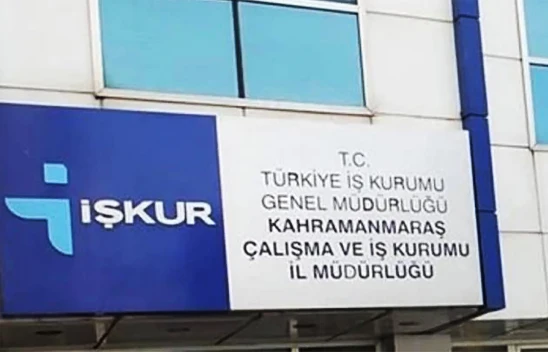 İŞKUR
T.C.
TÜRKİYE İŞ KURUMU
GENEL MÜDÜRLÜĞÜ
KAHRAMANMARAŞ
ÇALIŞMA VE İŞ KURUMU
İL MÜDÜRLÜĞÜ